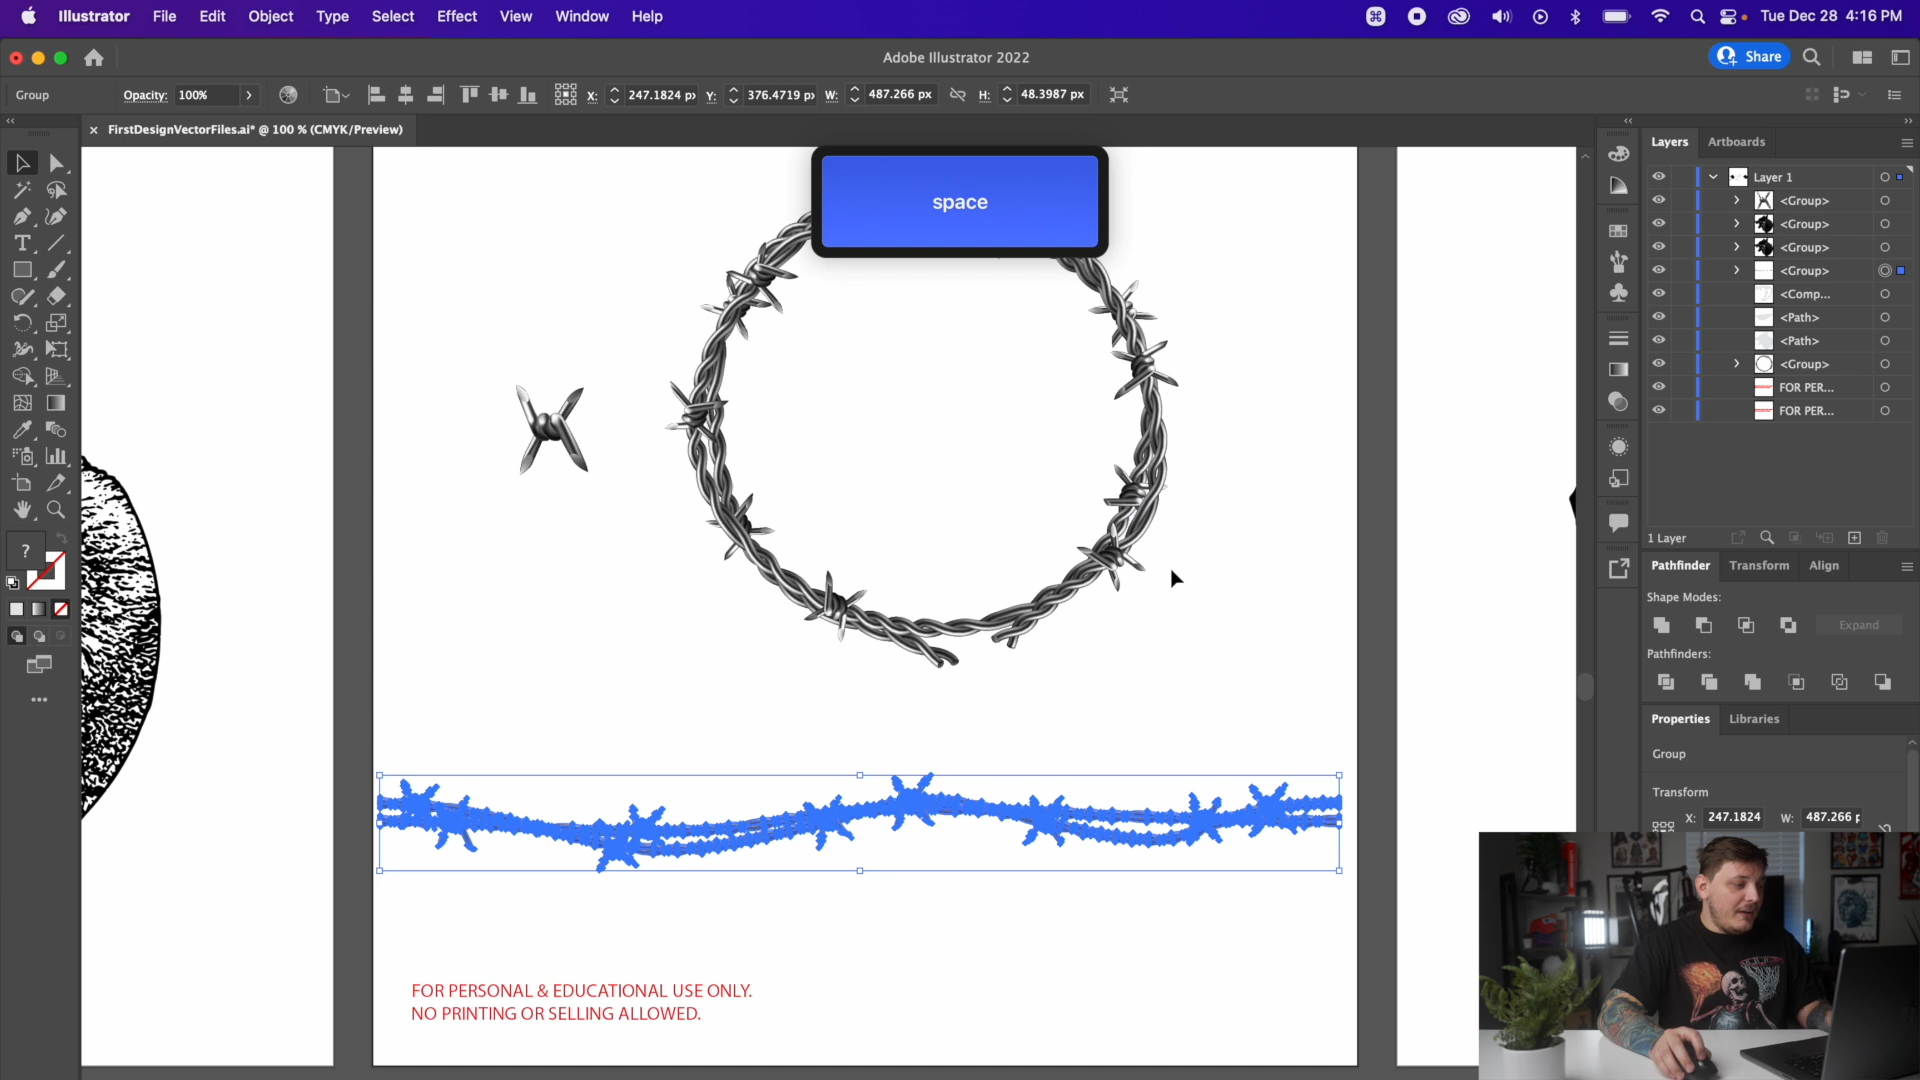 Illustrator File Edit Object Type Select Effect View Window Help Tue Dec 28 4:16 PM
Adobe Illustrator 2022 Share
Group Opacity: 100% X: 247.1824 px Y: 376.4719 px W: 487.266 px H: 48.3987 px
FirstDesignVectorFiles.ai* @ 100 % (CMYK/Preview)
space
Layers Artboards
Layer 1
<Group>
<Group>
<Group>
<Group>
<Comp...
<Path>
<Path>
<Group>
FOR PER...
FOR PER...
1 Layer
Pathfinder Transform Align
Shape Modes:
Expand
Pathfinders:
Properties Libraries
Group
Transform
X: 247.1824 W: 487.266 p
?
FOR PERSONAL & EDUCATIONAL USE ONLY.
NO PRINTING OR SELLING ALLOWED.